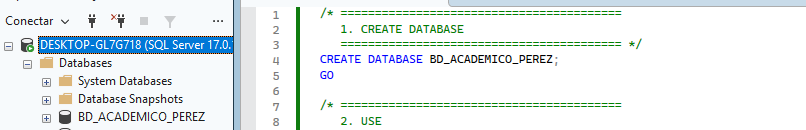 Conectar
DESKTOP-GL7G718 (SQL Server 17.0.
Databases
System Databases
Database Snapshots
BD_ACADEMICO_PEREZ
1 /* ========================================
2 1. CREATE DATABASE
3 ======================================== */
4 CREATE DATABASE BD_ACADEMICO_PEREZ;
5 GO
6
7 /* ========================================
8 2. USE